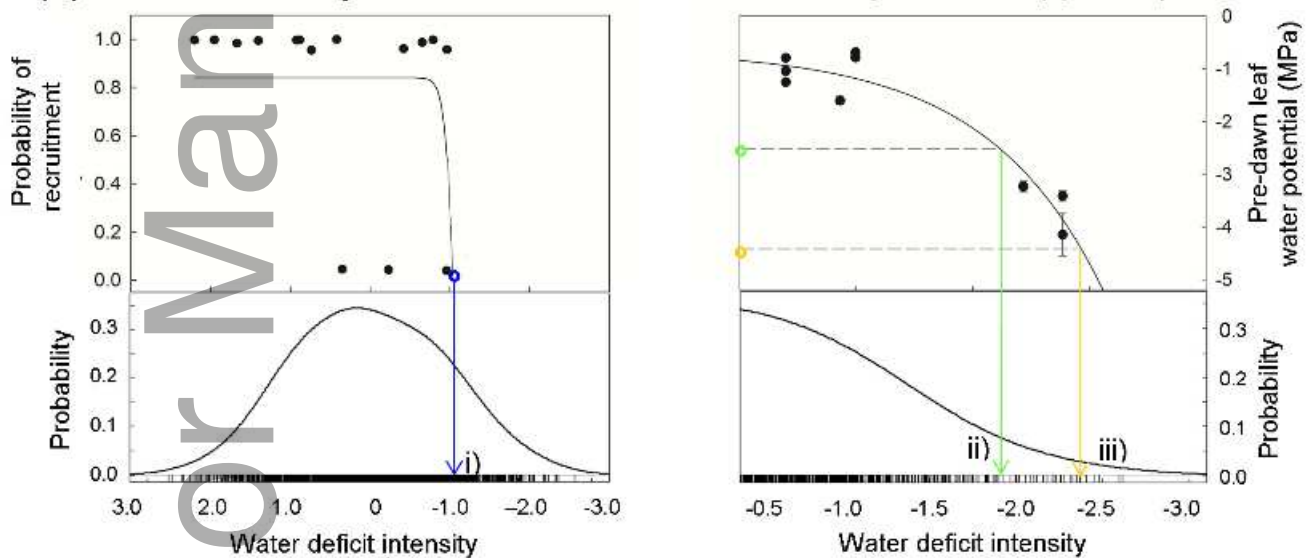 Probability of
recruitment
1.0
0.8
0.6
0.4
0.2
0.0
Probability
0.3
0.2
0.1
0.0
i)
3.0 2.0 1.0 0 -1.0 -2.0 -3.0
Water deficit intensity
0
-1
-2
-3
-4
-5
Pre-dawn leaf
water potential (MPa)
0.3
0.2
0.1
0.0
Probability
ii)
iii)
-0.5 -1.0 -1.5 -2.0 -2.5 -3.0
Water deficit intensity
or Man